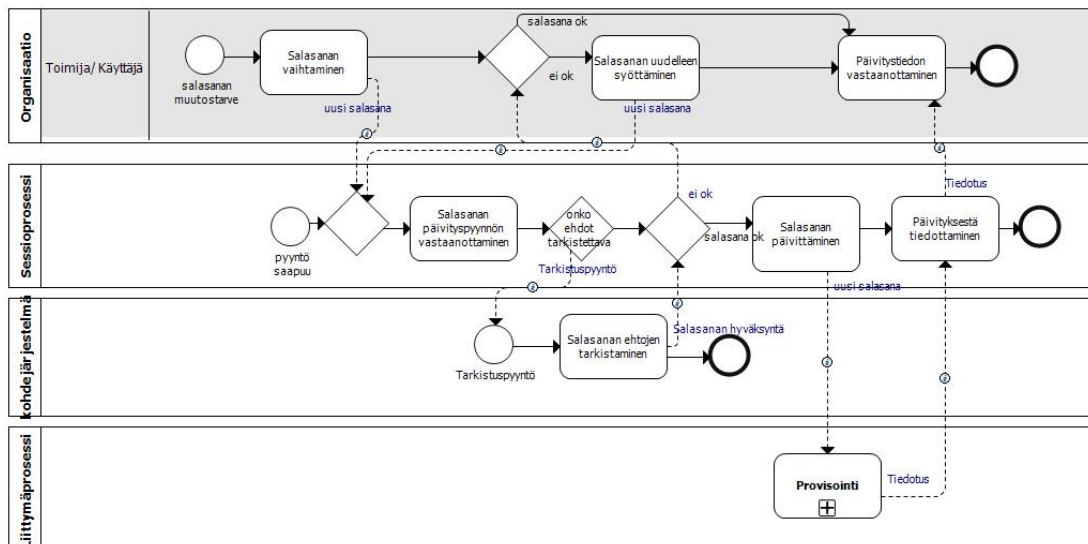 Organisaatio
Toimija/ Käyttäjä
salasanan
muutostarve
Salasanan
vaihtaminen
uusi salasana
salasana ok
ei ok
Salasanan uudelleen
syöttäminen
uusi salasana
Päivitystiedon
vastaanottaminen
Sessioprosessi
pyyntö
saapuu
Salasanan
päivityspyynnön
vastaanottaminen
onko
ehdot
tarkistettava
Tarkistuspyyntö
ei ok
salasana ok
Salasanan
päivittäminen
uusi salasana
Tiedotus
Päivityksestä
tiedottaminen
kohdejärjestelmä
Tarkistuspyyntö
Salasanan ehtojen
tarkistaminen
Salasanan hyväksyntä
Liittymäprosessi
Provisointi
Tiedotus